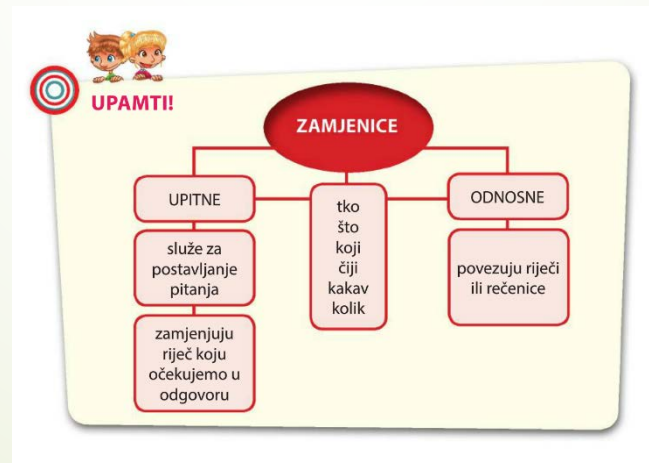 UPAMTI!
ZAMJENICE
UPITNE
služe za
postavljanje
pitanja
zamjenjuju
riječ koju
očekujemo u
odgovoru
tko
što
koji
čiji
kakav
kolik
ODNOSNE
povezuju riječi
ili rečenice